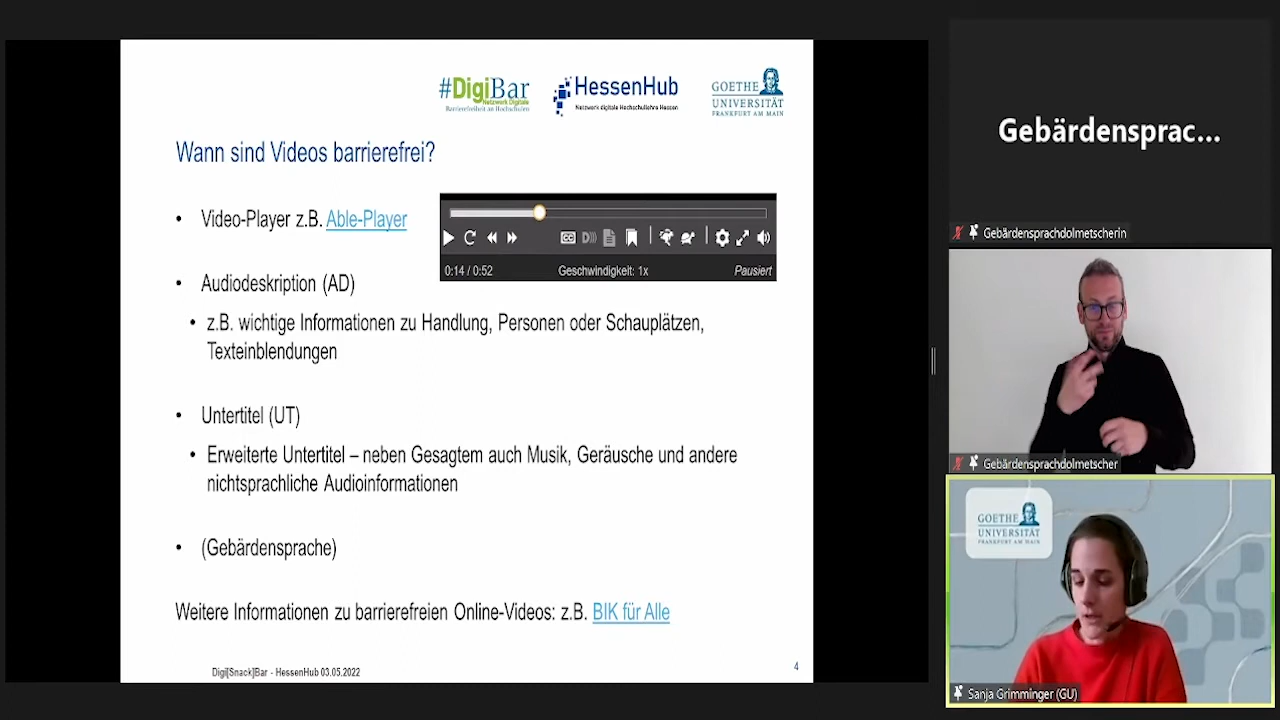 #DigiBar
Netzwerk Digitale
Barrierefreiheit an Hochschulen
HessenHub
Netzwerk digitale Hochschullehre Hessen
GOETHE
UNIVERSITÄT
FRANKFURT AM MAIN
Wann sind Videos barrierefrei?
• Video-Player z.B. Able-Player
CC D
0:14 / 0:52 Geschwindigkeit: 1x Pausiert
• Audiodeskription (AD)
• z.B. wichtige Informationen zu Handlung, Personen oder Schauplätzen,
Texteinblendungen
• Untertitel (UT)
• Erweiterte Untertitel – neben Gesagtem auch Musik, Geräusche und andere
nichtsprachliche Audioinformationen
• (Gebärdensprache)
Weitere Informationen zu barrierefreien Online-Videos: z.B. BIK für Alle
Digi[Snack]Bar - HessenHub 03.05.2022
4
Gebärdensprac...
Gebärdensprachdolmetscherin
Gebärdensprachdolmetscher
GOETHE
UNIVERSITÄT
FRANKFURT AM MAIN
Sanja Grimminger (GU)